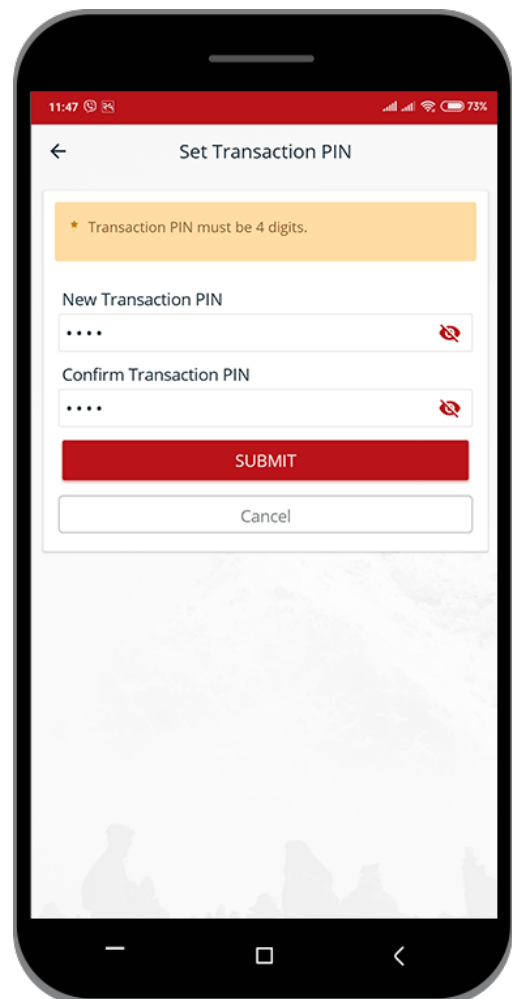 11:47 73%
Set Transaction PIN
* Transaction PIN must be 4 digits.
New Transaction PIN
••••
Confirm Transaction PIN
••••
SUBMIT
Cancel